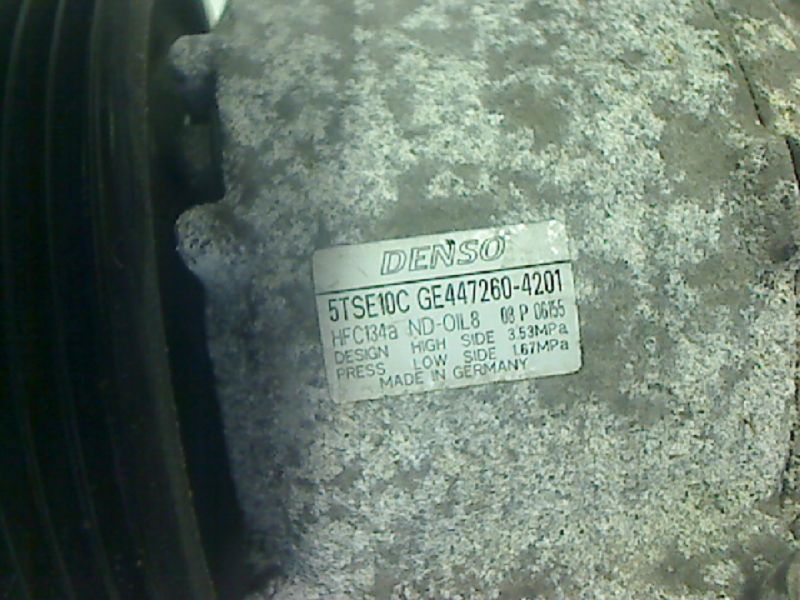 DENSO
5TSE10C GE447260-4201
HFC134a ND-OIL8 08 P 06155
DESIGN HIGH SIDE 3.53MPa
PRESS LOW SIDE 1.67MPa
MADE IN GERMANY